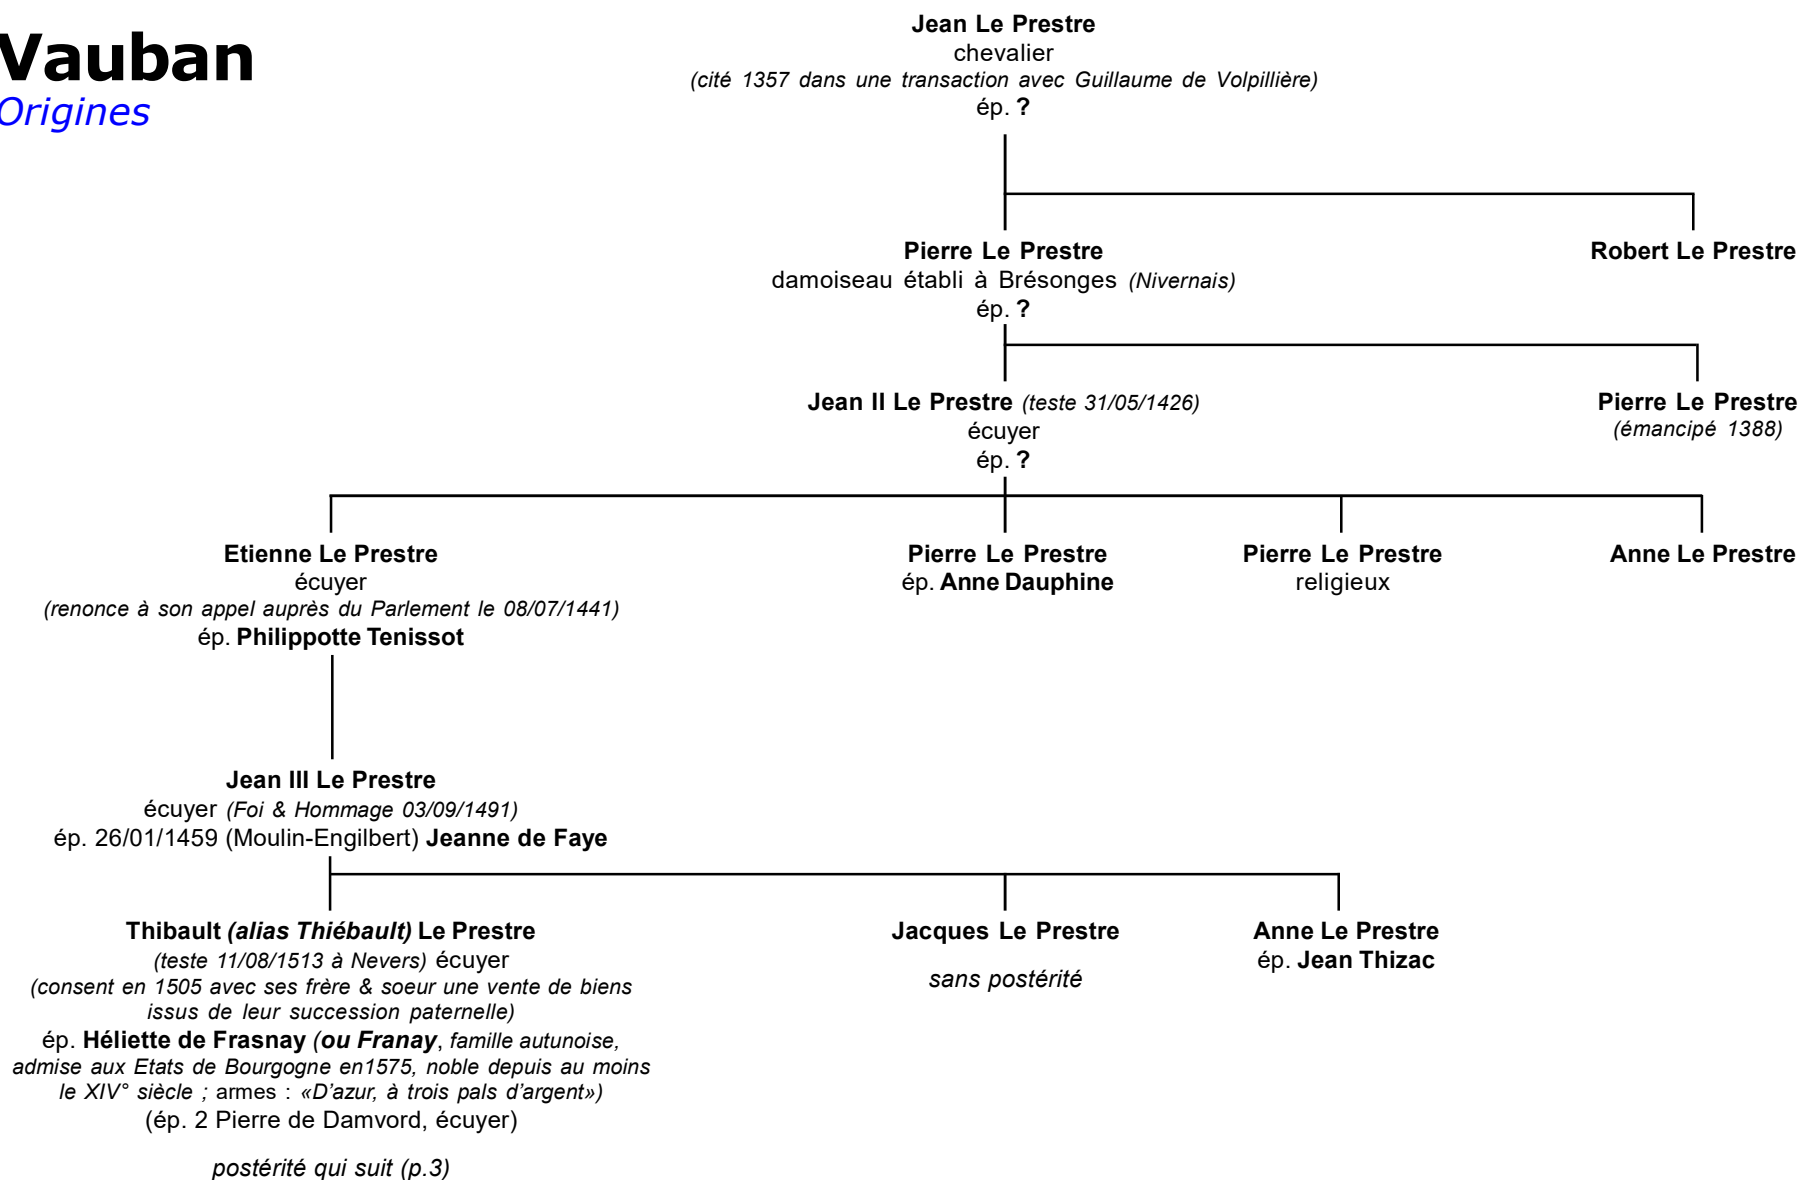 Vauban
Origines
Jean Le Prestre
chevalier
(cité 1357 dans une transaction avec Guillaume de Volpillière)
ép. ?
Pierre Le Prestre
damoiseau établi à Brésonges (Nivernais)
ép. ?
Robert Le Prestre
Jean II Le Prestre (teste 31/05/1426)
écuyer
ép. ?
Pierre Le Prestre
(émancipé 1388)
Etienne Le Prestre
écuyer
(renonce à son appel auprès du Parlement le 08/07/1441)
ép. Philippotte Tenissot
Pierre Le Prestre
ép. Anne Dauphine
Pierre Le Prestre
religieux
Anne Le Prestre
Jean III Le Prestre
écuyer (Foi & Hommage 03/09/1491)
ép. 26/01/1459 (Moulin-Engilbert) Jeanne de Faye
Thibault (alias Thiébault) Le Prestre
(teste 11/08/1513 à Nevers) écuyer
(consent en 1505 avec ses frère & soeur une vente de biens
issus de leur succession paternelle)
ép. Héliette de Frasnay (ou Franay, famille autunoise,
admise aux Etats de Bourgogne en1575, noble depuis au moins
le XIV° siècle ; armes : «D'azur, à trois pals d'argent»)
(ép. 2 Pierre de Damvord, écuyer)
postérité qui suit (p.3)
Jacques Le Prestre
sans postérité
Anne Le Prestre
ép. Jean Thizac